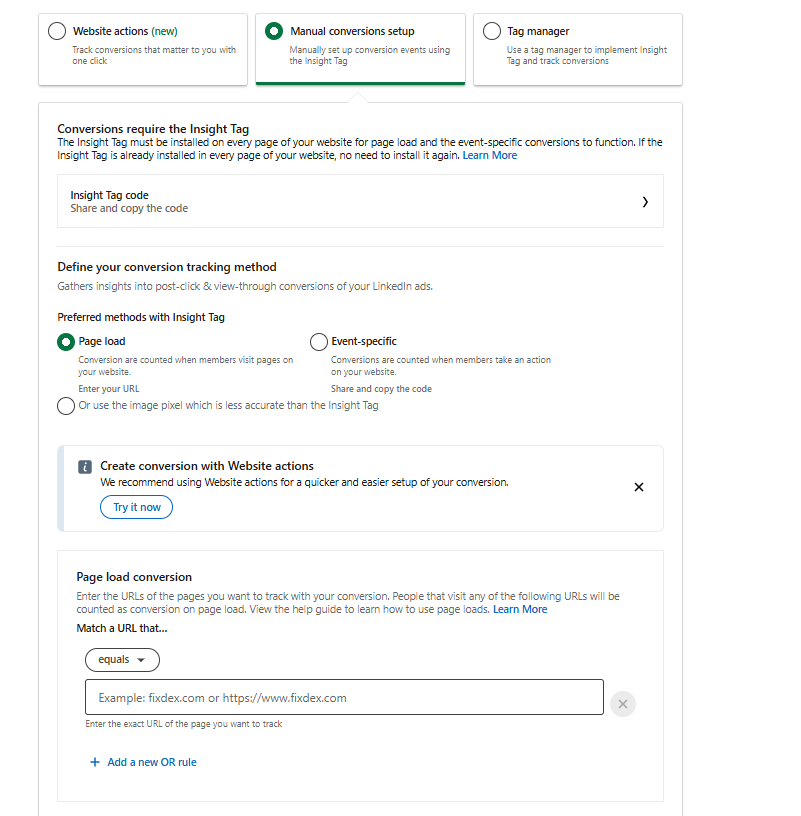 Website actions (new)
Track conversions that matter to you with
one click
Manual conversions setup
Manually set up conversion events using
the Insight Tag
Tag manager
Use a tag manager to implement Insight
Tag and track conversions
Conversions require the Insight Tag
The Insight Tag must be installed on every page of your website for page load and the event-specific conversions to function. If the
Insight Tag is already installed in every page of your website, no need to install it again. Learn More
Insight Tag code
Share and copy the code
Define your conversion tracking method
Gathers insights into post-click & view-through conversions of your LinkedIn ads.
Preferred methods with Insight Tag
Page load
Conversion are counted when members visit pages on
your website.
Enter your URL
Event-specific
Conversions are counted when members take an action
on your website.
Share and copy the code
Or use the image pixel which is less accurate than the Insight Tag
Create conversion with Website actions
We recommend using Website actions for a quicker and easier setup of your conversion.
Try it now
Page load conversion
Enter the URLs of the pages you want to track with your conversion. People that visit any of the following URLs will be
counted as conversion on page load. View the help guide to learn how to use page loads. Learn More
Match a URL that...
equals
Example: fixdex.com or https://www.fixdex.com
Enter the exact URL of the page you want to track
+ Add a new OR rule